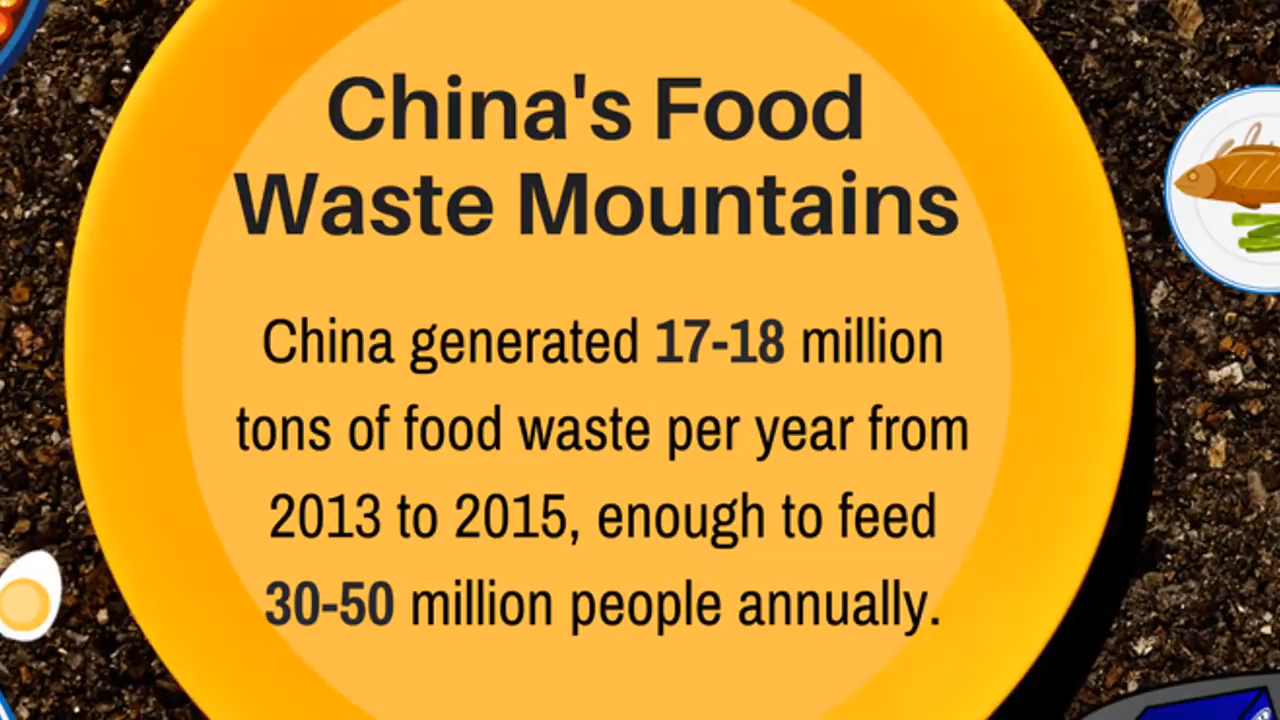 China's Food
Waste Mountains
China generated 17-18 million
tons of food waste per year from
2013 to 2015, enough to feed
30-50 million people annually.